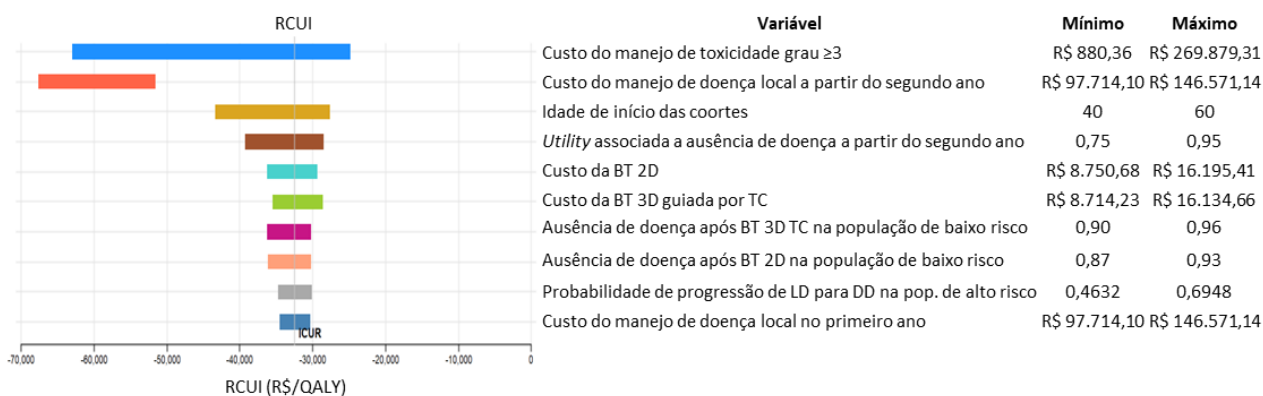 RCUI
Variável Mínimo Máximo
Custo do manejo de toxicidade grau ≥3 R$ 880,36 R$ 269.879,31
Custo do manejo de doença local a partir do segundo ano R$ 97.714,10 R$ 146.571,14
Idade de início das coortes 40 60
Utility associada a ausência de doença a partir do segundo ano 0,75 0,95
Custo da BT 2D R$ 8.750,68 R$ 16.195,41
Custo da BT 3D guiada por TC R$ 8.714,23 R$ 16.134,66
Ausência de doença após BT 3D TC na população de baixo risco 0,90 0,96
Ausência de doença após BT 2D na população de baixo risco 0,87 0,93
Probabilidade de progressão de LD para DD na pop. de alto risco 0,4632 0,6948
Custo do manejo de doença local no primeiro ano R$ 97.714,10 R$ 146.571,14
ICUR
-70,000 -60,000 -50,000 -40,000 -30,000 -20,000 -10,000 0
RCUI (R$/QALY)